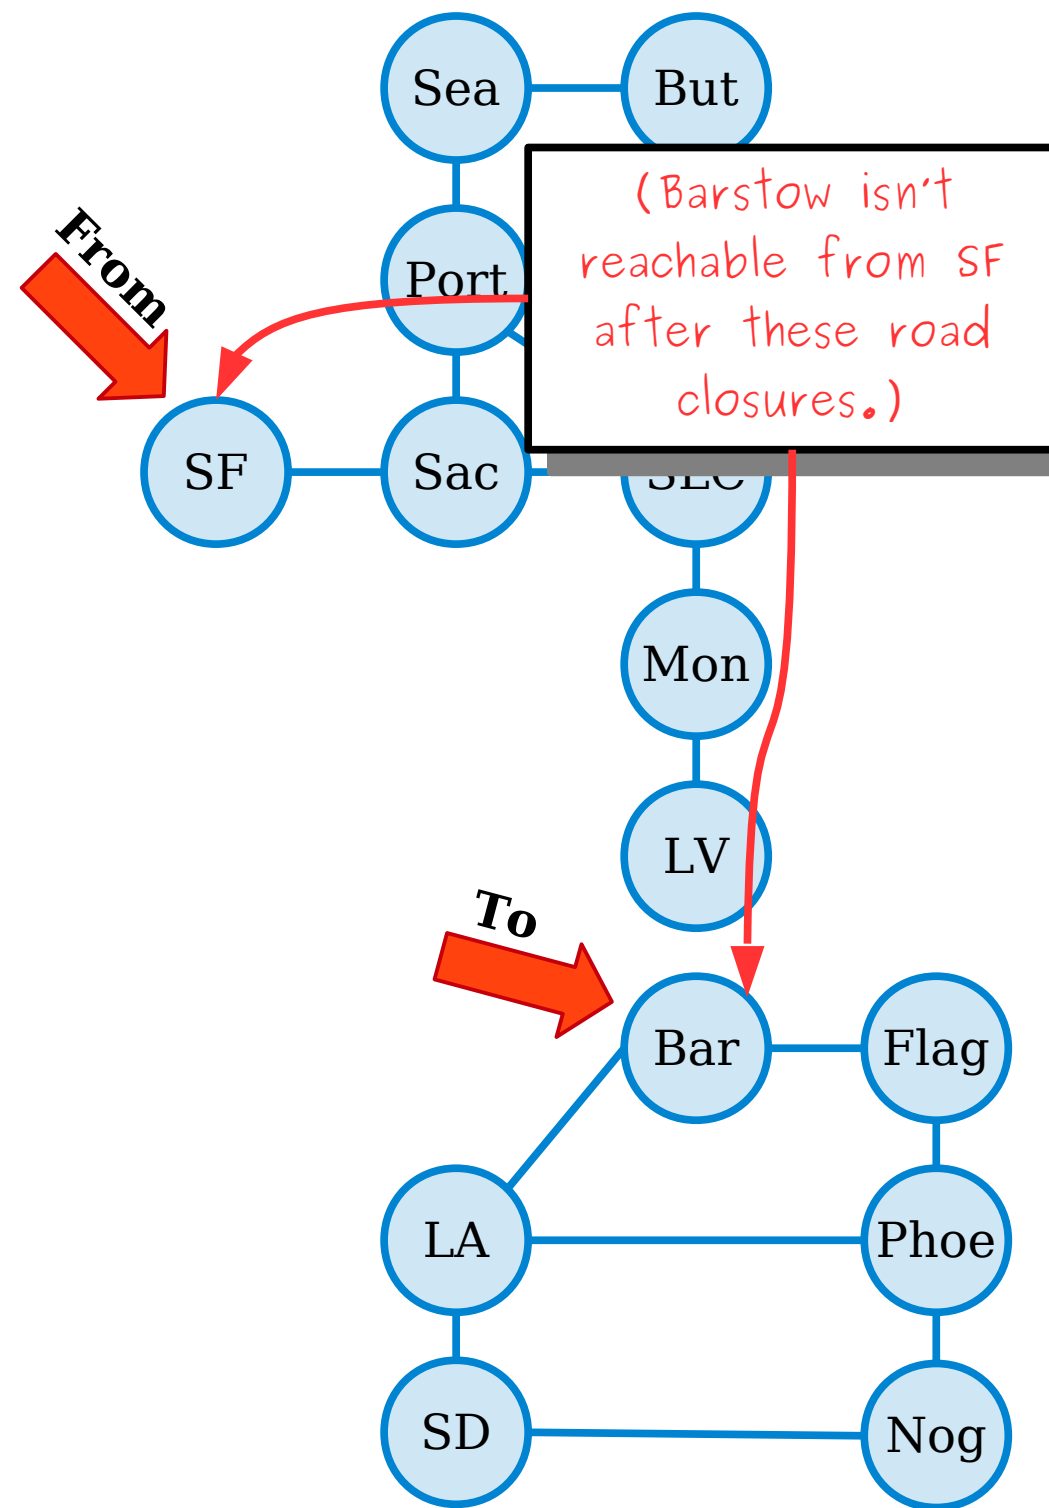 Sea
But
(Barstow isn't
reachable from SF
after these road
closures.)
From
Port
SF
Sac
Mon
LV
To
Bar
Flag
LA
Phoe
SD
Nog